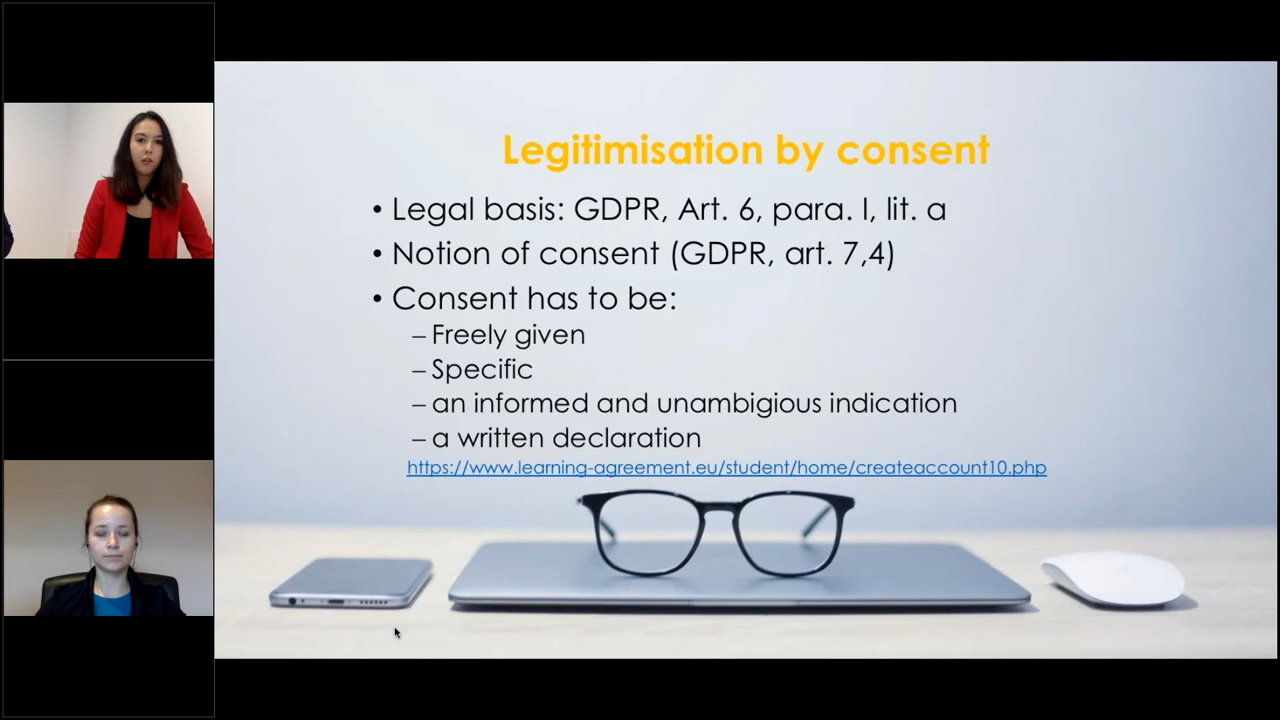 Legitimisation by consent
• Legal basis: GDPR, Art. 6, para. I, lit. a
• Notion of consent (GDPR, art. 7,4)
• Consent has to be:
– Freely given
– Specific
– an informed and unambigious indication
– a written declaration
https://www.learning-agreement.eu/student/home/createaccount10.php